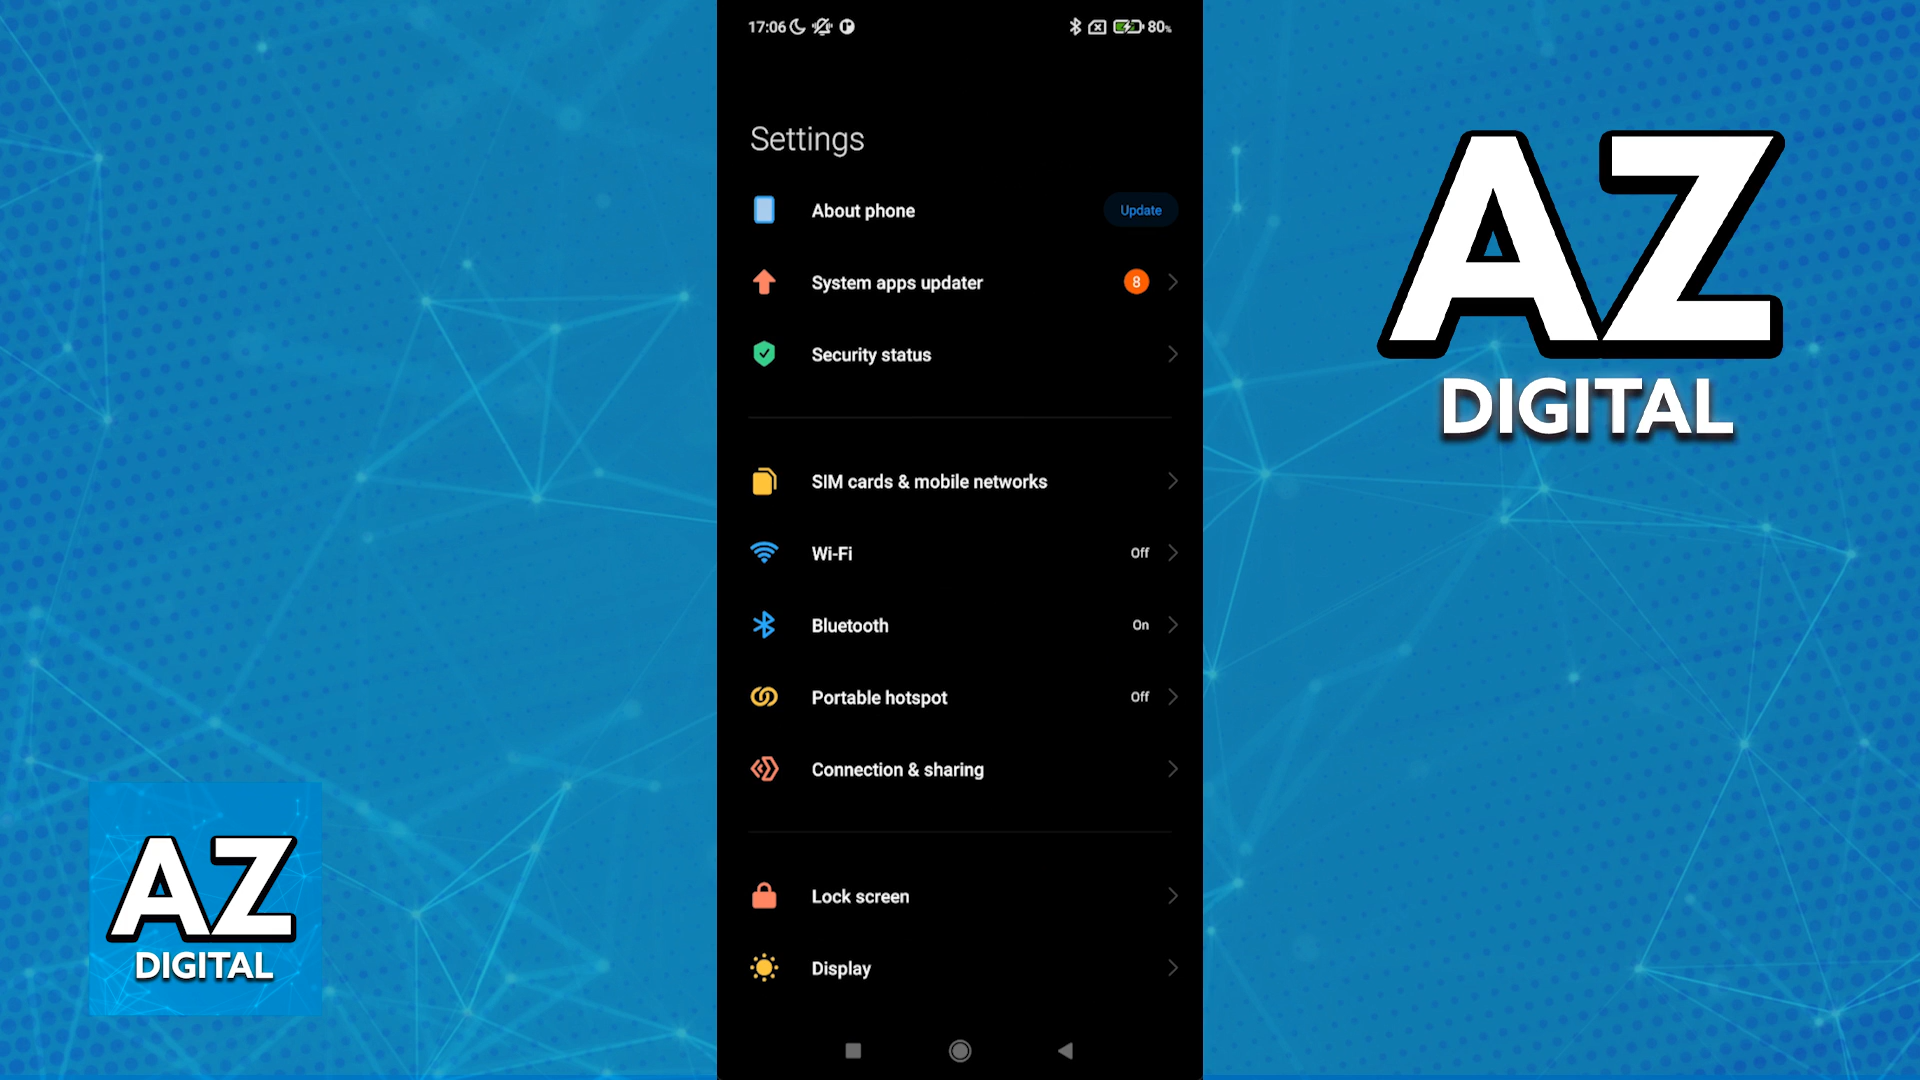 17:06 80%
Settings
About phone Update
System apps updater 8
Security status
SIM cards & mobile networks
Wi-Fi Off
Bluetooth On
Portable hotspot Off
Connection & sharing
Lock screen
Display
AZ
DIGITAL
AZ
DIGITAL